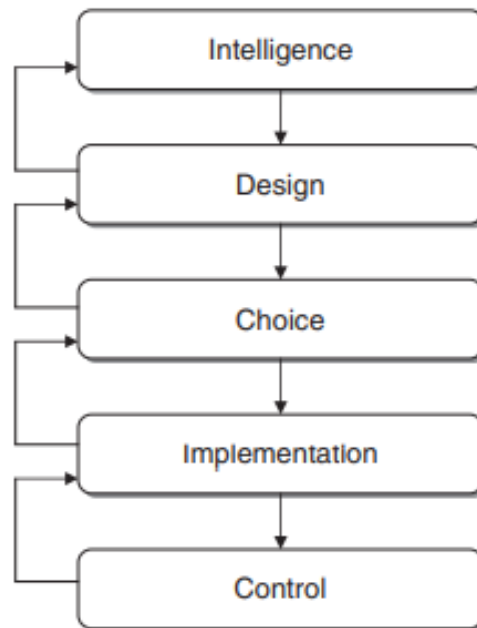 Intelligence
Design
Choice
Implementation
Control